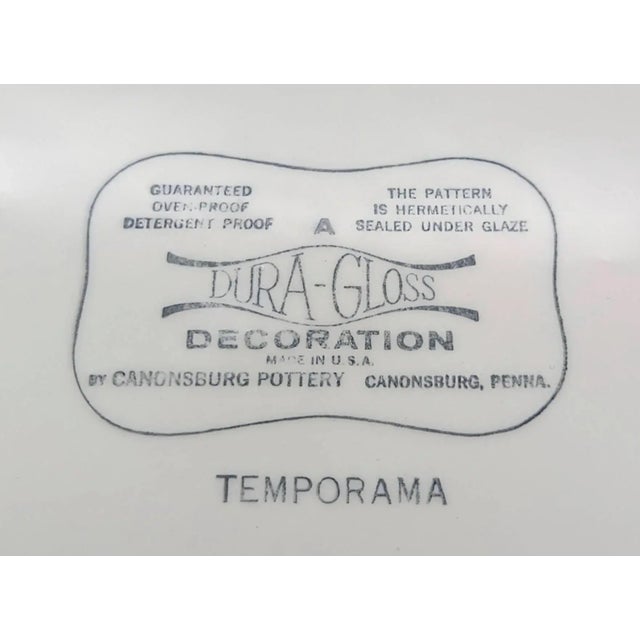 GUARANTEED
OVEN-PROOF
DETERGENT PROOF
THE PATTERN
IS HERMETICALLY
SEALED UNDER GLAZE
A
DURA-GLOSS
DECORATION
MADE IN U.S.A.
BY CANONSBURG POTTERY CANONSBURG, PENNA.
TEMPORAMA